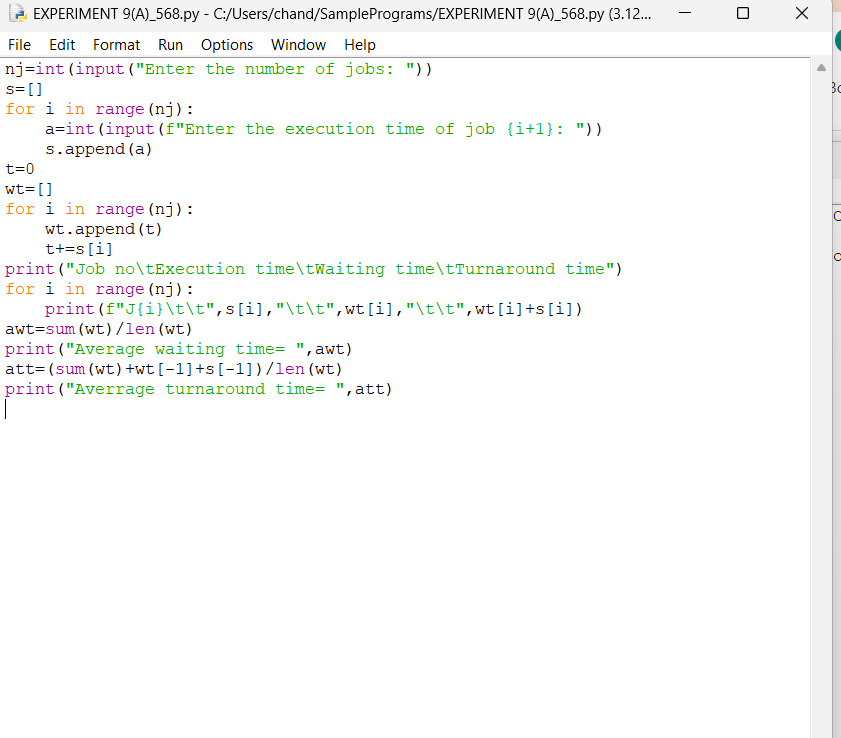 EXPERIMENT 9(A)_568.py - C:/Users/chand/SamplePrograms/EXPERIMENT 9(A)_568.py (3.12...
File Edit Format Run Options Window Help
nj=int(input("Enter the number of jobs: "))
s=[]
for i in range(nj):
    a=int(input(f"Enter the execution time of job {i+1}: "))
    s.append(a)
t=0
wt=[]
for i in range(nj):
    wt.append(t)
    t+=s[i]
print("Job no\tExecution time\tWaiting time\tTurnaround time")
for i in range(nj):
    print(f"J{i}\t\t",s[i],"\t\t",wt[i],"\t\t",wt[i]+s[i])
awt=sum(wt)/len(wt)
print("Average waiting time= ",awt)
att=(sum(wt)+wt[-1]+s[-1])/len(wt)
print("Averrage turnaround time= ",att)